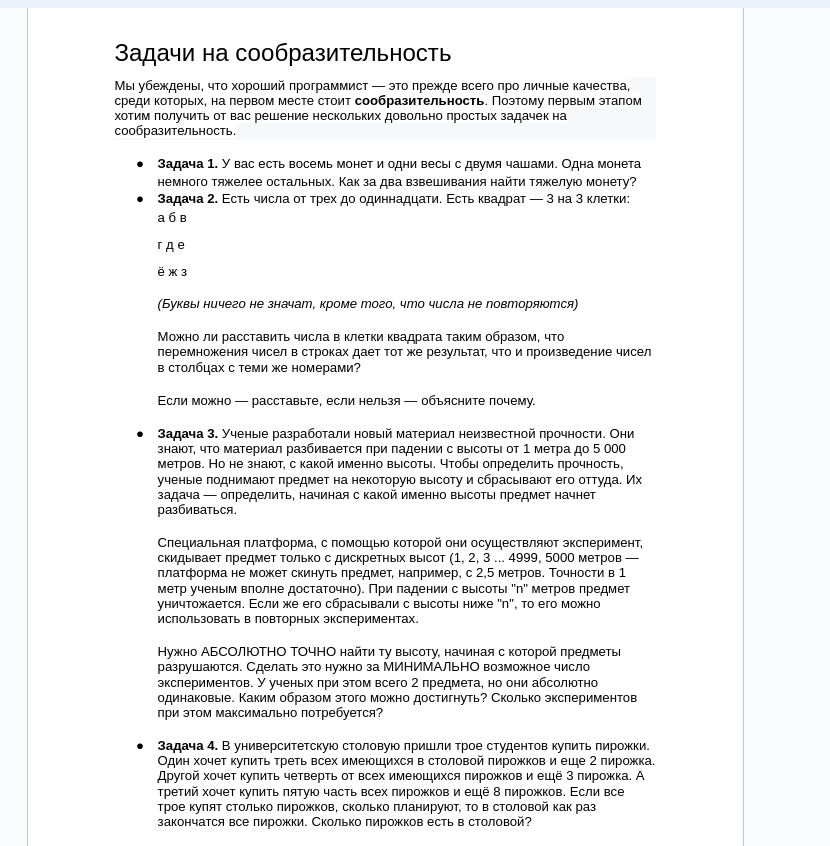 Задачи на сообразительность
Мы убеждены, что хороший программист — это прежде всего про личные качества,
среди которых, на первом месте стоит сообразительность. Поэтому первым этапом
хотим получить от вас решение нескольких довольно простых задачек на
сообразительность.
● Задача 1. У вас есть восемь монет и одни весы с двумя чашами. Одна монета
немного тяжелее остальных. Как за два взвешивания найти тяжелую монету?
● Задача 2. Есть числа от трех до одиннадцати. Есть квадрат — 3 на 3 клетки:
а б в
г д е
ё ж з
(Буквы ничего не значат, кроме того, что числа не повторяются)
Можно ли расставить числа в клетки квадрата таким образом, что
перемножения чисел в строках дает тот же результат, что и произведение чисел
в столбцах с теми же номерами?
Если можно — расставьте, если нельзя — объясните почему.
● Задача 3. Ученые разработали новый материал неизвестной прочности. Они
знают, что материал разбивается при падении с высоты от 1 метра до 5 000
метров. Но не знают, с какой именно высоты. Чтобы определить прочность,
ученые поднимают предмет на некоторую высоту и сбрасывают его оттуда. Их
задача — определить, начиная с какой именно высоты предмет начнет
разбиваться.
Специальная платформа, с помощью которой они осуществляют эксперимент,
скидывает предмет только с дискретных высот (1, 2, 3 ... 4999, 5000 метров —
платформа не может скинуть предмет, например, с 2,5 метров. Точности в 1
метр ученым вполне достаточно). При падении с высоты "n" метров предмет
уничтожается. Если же его сбрасывали с высоты ниже "n", то его можно
использовать в повторных экспериментах.
Нужно АБСОЛЮТНО ТОЧНО найти ту высоту, начиная с которой предметы
разрушаются. Сделать это нужно за МИНИМАЛЬНО возможное число
экспериментов. У ученых при этом всего 2 предмета, но они абсолютно
одинаковые. Каким образом этого можно достигнуть? Сколько экспериментов
при этом максимально потребуется?
● Задача 4. В университетскую столовую пришли трое студентов купить пирожки.
Один хочет купить треть всех имеющихся в столовой пирожков и еще 2 пирожка.
Другой хочет купить четверть от всех имеющихся пирожков и ещё 3 пирожка. А
третий хочет купить пятую часть всех пирожков и ещё 8 пирожков. Если все
трое купят столько пирожков, сколько планируют, то в столовой как раз
закончатся все пирожки. Сколько пирожков есть в столовой?